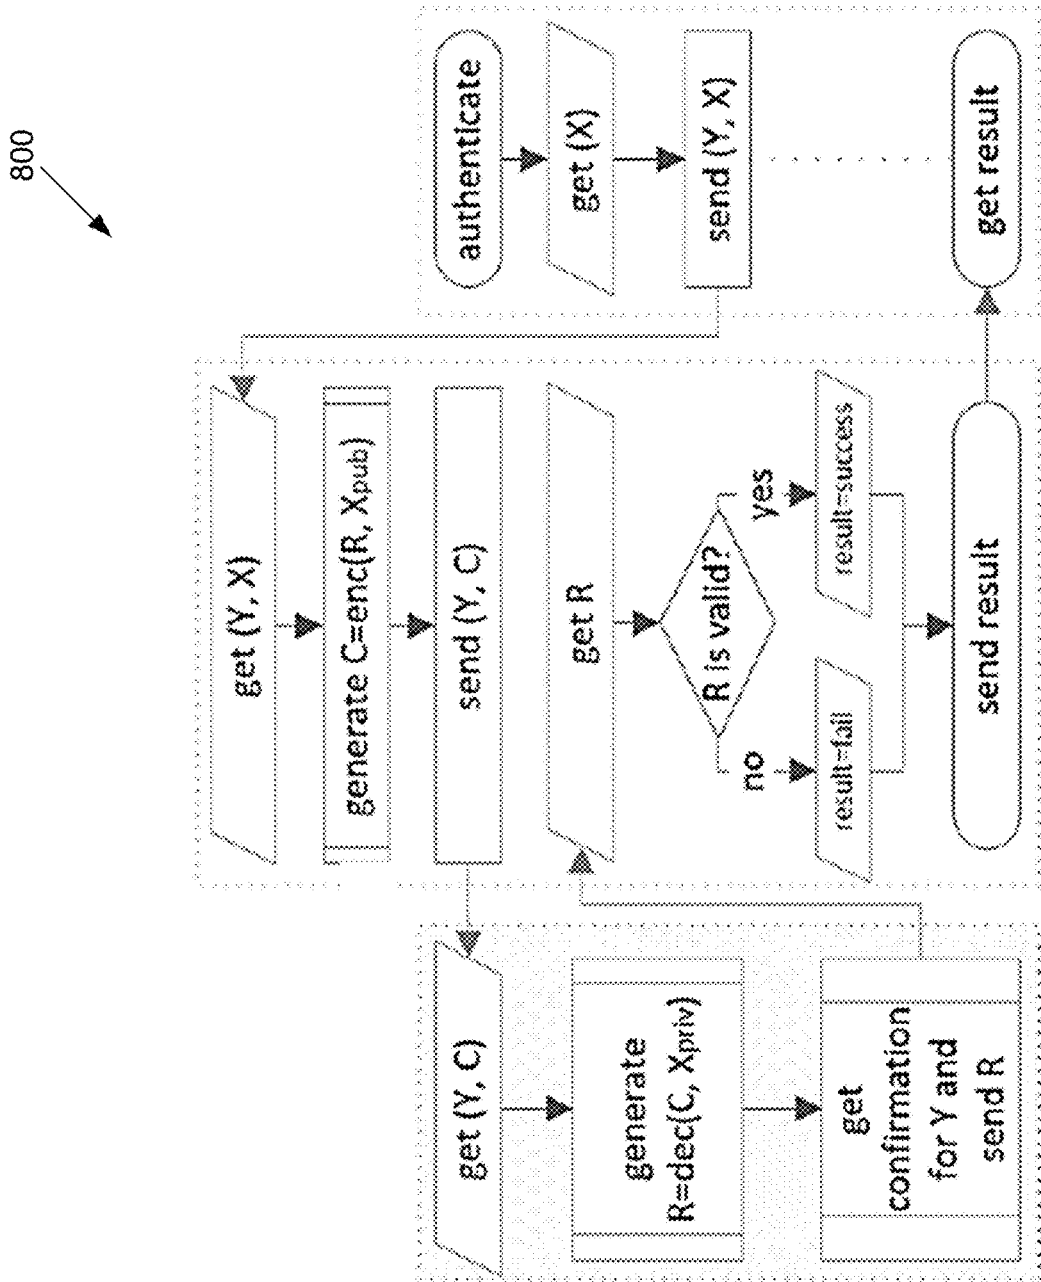 800
get (Y, C)
generate
R=dec(C, Xpriv)
get
confirmation
for Y and
send R
get (Y, X)
generate C=enc(R, Xpub)
send (Y, C)
get R
R is valid?
no
yes
result=fail
result=success
send result
authenticate
get (X)
send (Y, X)
get result